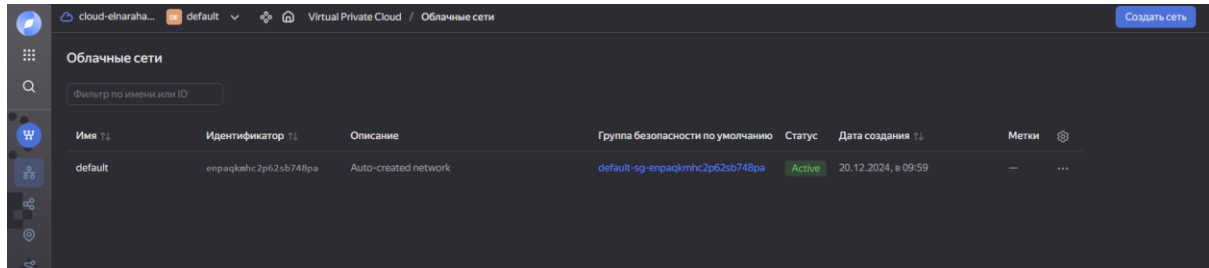 cloud-elnaraha... DE default Virtual Private Cloud / Облачные сети Создать сеть
Облачные сети
Фильтр по имени или ID
Имя Идентификатор Описание Группа безопасности по умолчанию Статус Дата создания Метки
default enpaqkmhc2p62sb748pa Auto-created network default-sg-enpaqkmhc2p62sb748pa Active 20.12.2024, в 09:59 —